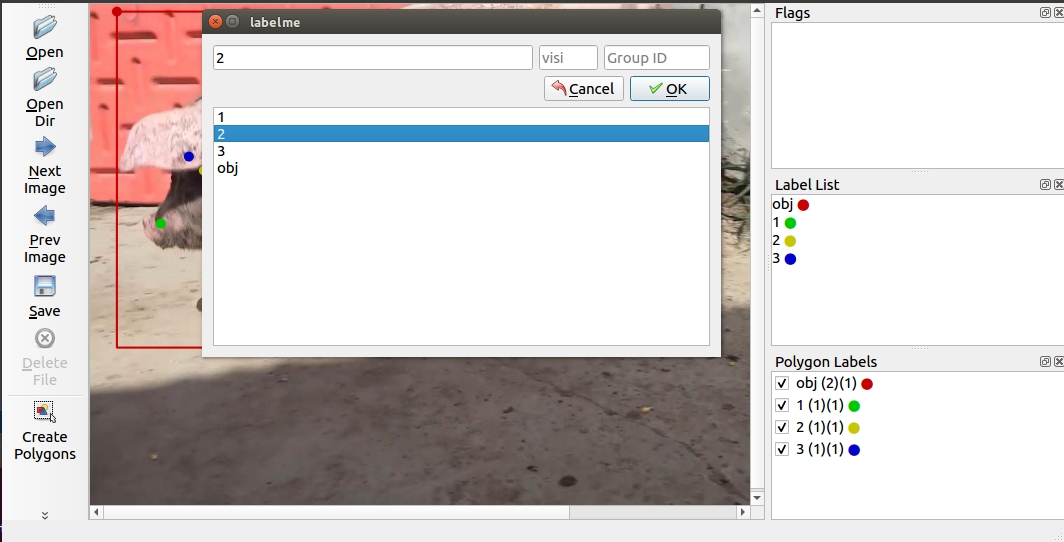 labelme
Flags
Open
Open
Dir
Next
Image
Prev
Image
Save
Delete
File
Create
Polygons
2
visi
Group ID
Cancel
OK
1
2
3
obj
Label List
obj
1
2
3
Polygon Labels
obj (2)(1)
1 (1)(1)
2 (1)(1)
3 (1)(1)